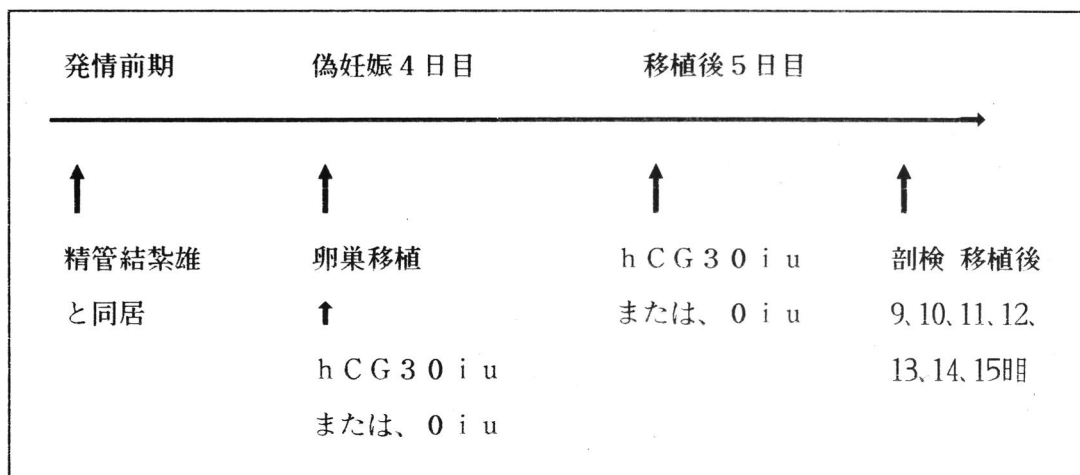 発情前期　　偽妊娠４日目　　移植後５日目
精管結紮雄　　卵巣移植　　ｈＣＧ３０ｉｕ　　剖検 移植後
と同居　　または、０ｉｕ　　9、10、11、12、
ｈＣＧ３０ｉｕ　　13、14、15日目
または、０ｉｕ